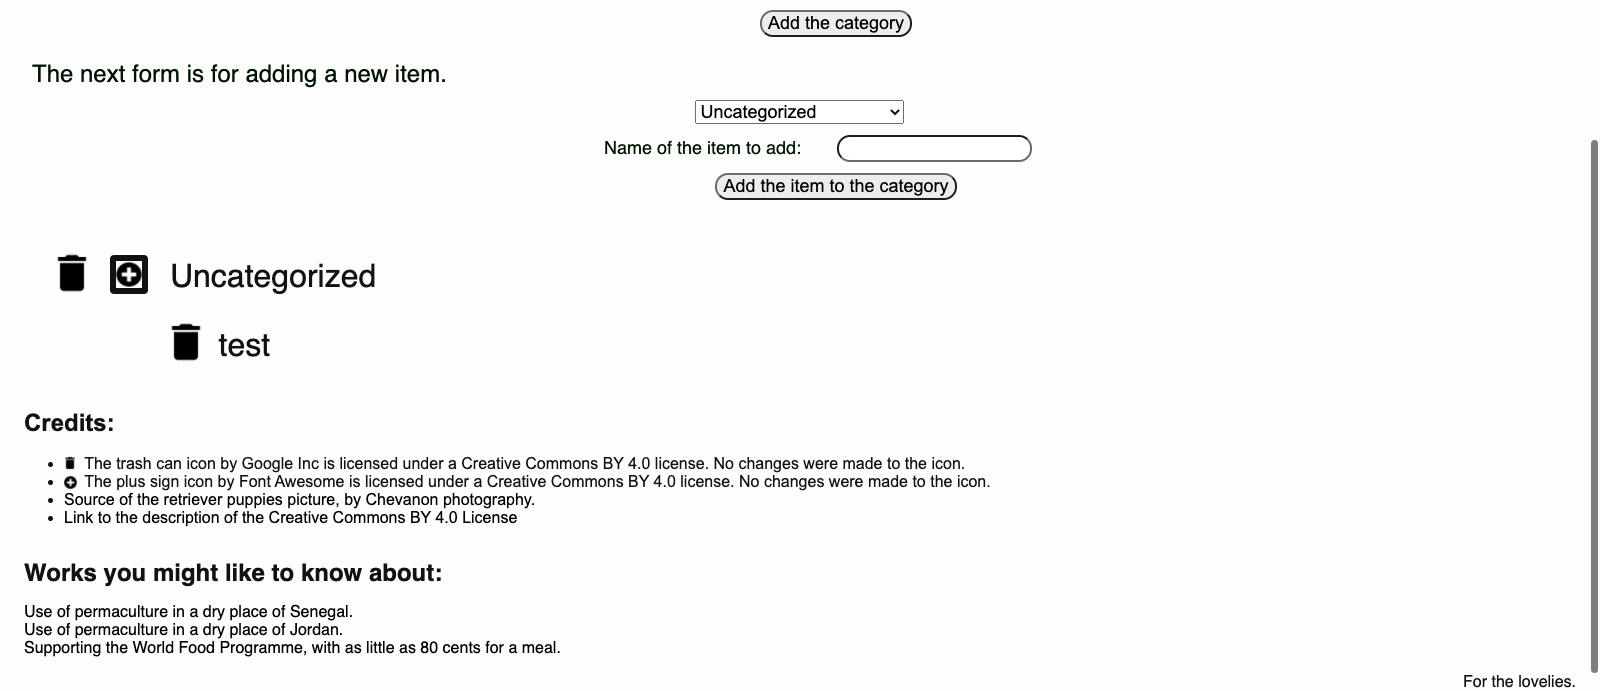 Add the category
The next form is for adding a new item.
Uncategorized
Name of the item to add:
Add the item to the category
Uncategorized
test
Credits:
The trash can icon by Google Inc is licensed under a Creative Commons BY 4.0 license. No changes were made to the icon.
The plus sign icon by Font Awesome is licensed under a Creative Commons BY 4.0 license. No changes were made to the icon.
Source of the retriever puppies picture, by Chevanon photography.
Link to the description of the Creative Commons BY 4.0 License
Works you might like to know about:
Use of permaculture in a dry place of Senegal.
Use of permaculture in a dry place of Jordan.
Supporting the World Food Programme, with as little as 80 cents for a meal.
For the lovelies.